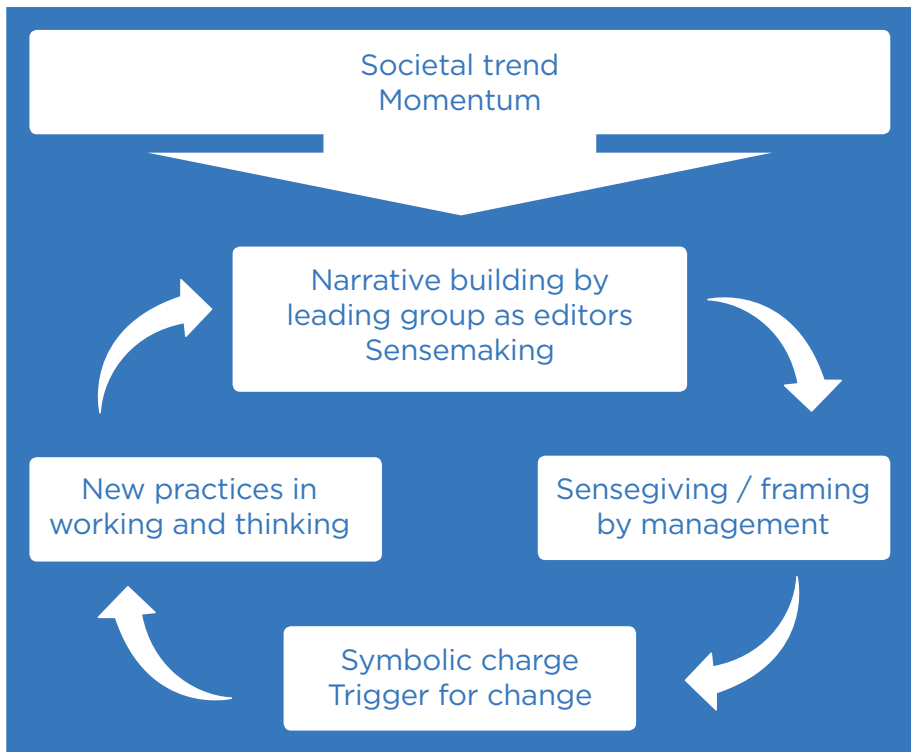 Societal trend
Momentum
Narrative building by
leading group as editors
Sensemaking
Sensegiving / framing
by management
Symbolic charge
Trigger for change
New practices in
working and thinking